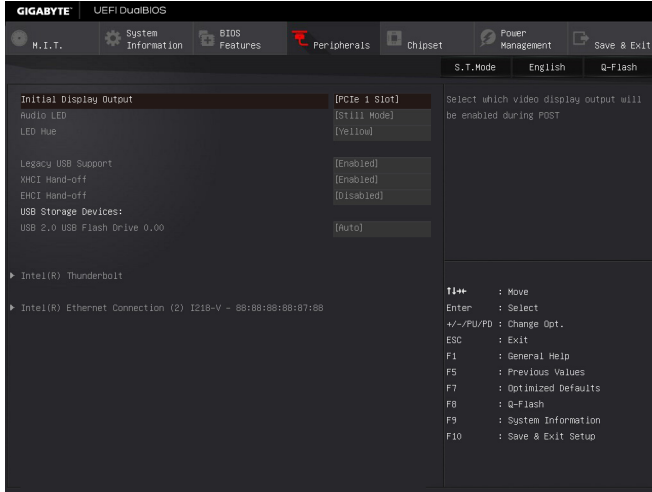 GIGABYTE™ UEFI DualBIOS
M.I.T. System Information BIOS Features Peripherals Chipset Power Management Save & Exit
S.T.Mode English Q-Flash
Initial Display Output [PCIe 1 Slot]
Audio LED [Still Mode]
LED Hue [Yellow]
Legacy USB Support [Enabled]
XHCI Hand-off [Enabled]
EHCI Hand-off [Disabled]
USB Storage Devices:
USB 2.0 USB Flash Drive 0.00 [Auto]
Intel(R) Thunderbolt
Intel(R) Ethernet Connection (2) I218-V - 88:88:88:88:87:88
Select which video display output will
be enabled during POST
↑↓→← : Move
Enter : Select
+/-/PU/PD : Change Opt.
ESC : Exit
F1 : General Help
F5 : Previous Values
F7 : Optimized Defaults
F8 : Q-Flash
F9 : System Information
F10 : Save & Exit Setup